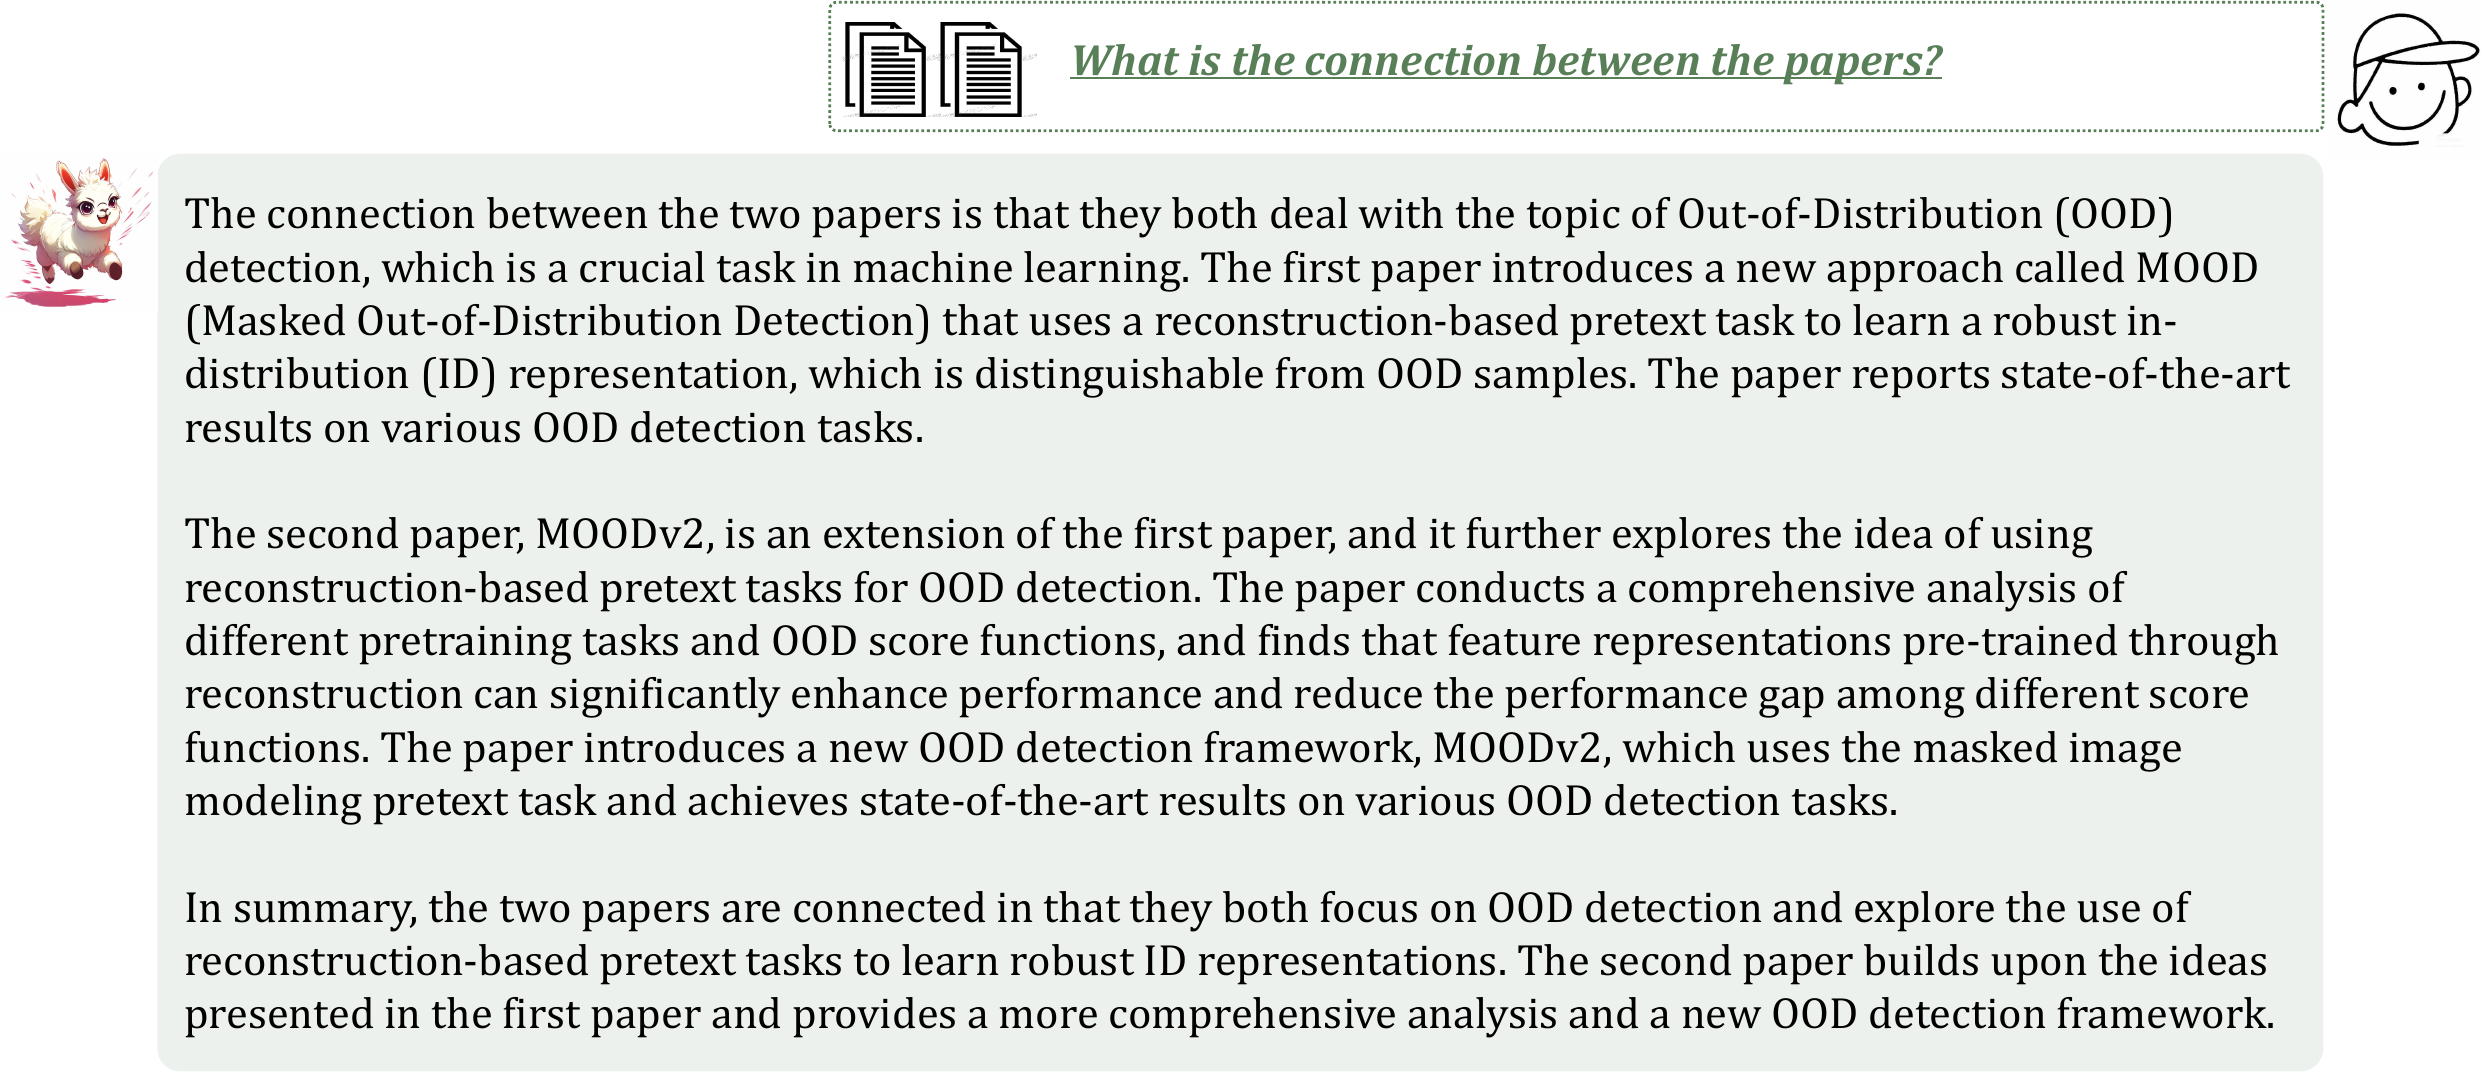 What is the connection between the papers?
The connection between the two papers is that they both deal with the topic of Out-of-Distribution (OOD)
detection, which is a crucial task in machine learning. The first paper introduces a new approach called MOOD
(Masked Out-of-Distribution Detection) that uses a reconstruction-based pretext task to learn a robust in-
distribution (ID) representation, which is distinguishable from OOD samples. The paper reports state-of-the-art
results on various OOD detection tasks.
The second paper, MOODv2, is an extension of the first paper, and it further explores the idea of using
reconstruction-based pretext tasks for OOD detection. The paper conducts a comprehensive analysis of
different pretraining tasks and OOD score functions, and finds that feature representations pre-trained through
reconstruction can significantly enhance performance and reduce the performance gap among different score
functions. The paper introduces a new OOD detection framework, MOODv2, which uses the masked image
modeling pretext task and achieves state-of-the-art results on various OOD detection tasks.
In summary, the two papers are connected in that they both focus on OOD detection and explore the use of
reconstruction-based pretext tasks to learn robust ID representations. The second paper builds upon the ideas
presented in the first paper and provides a more comprehensive analysis and a new OOD detection framework.